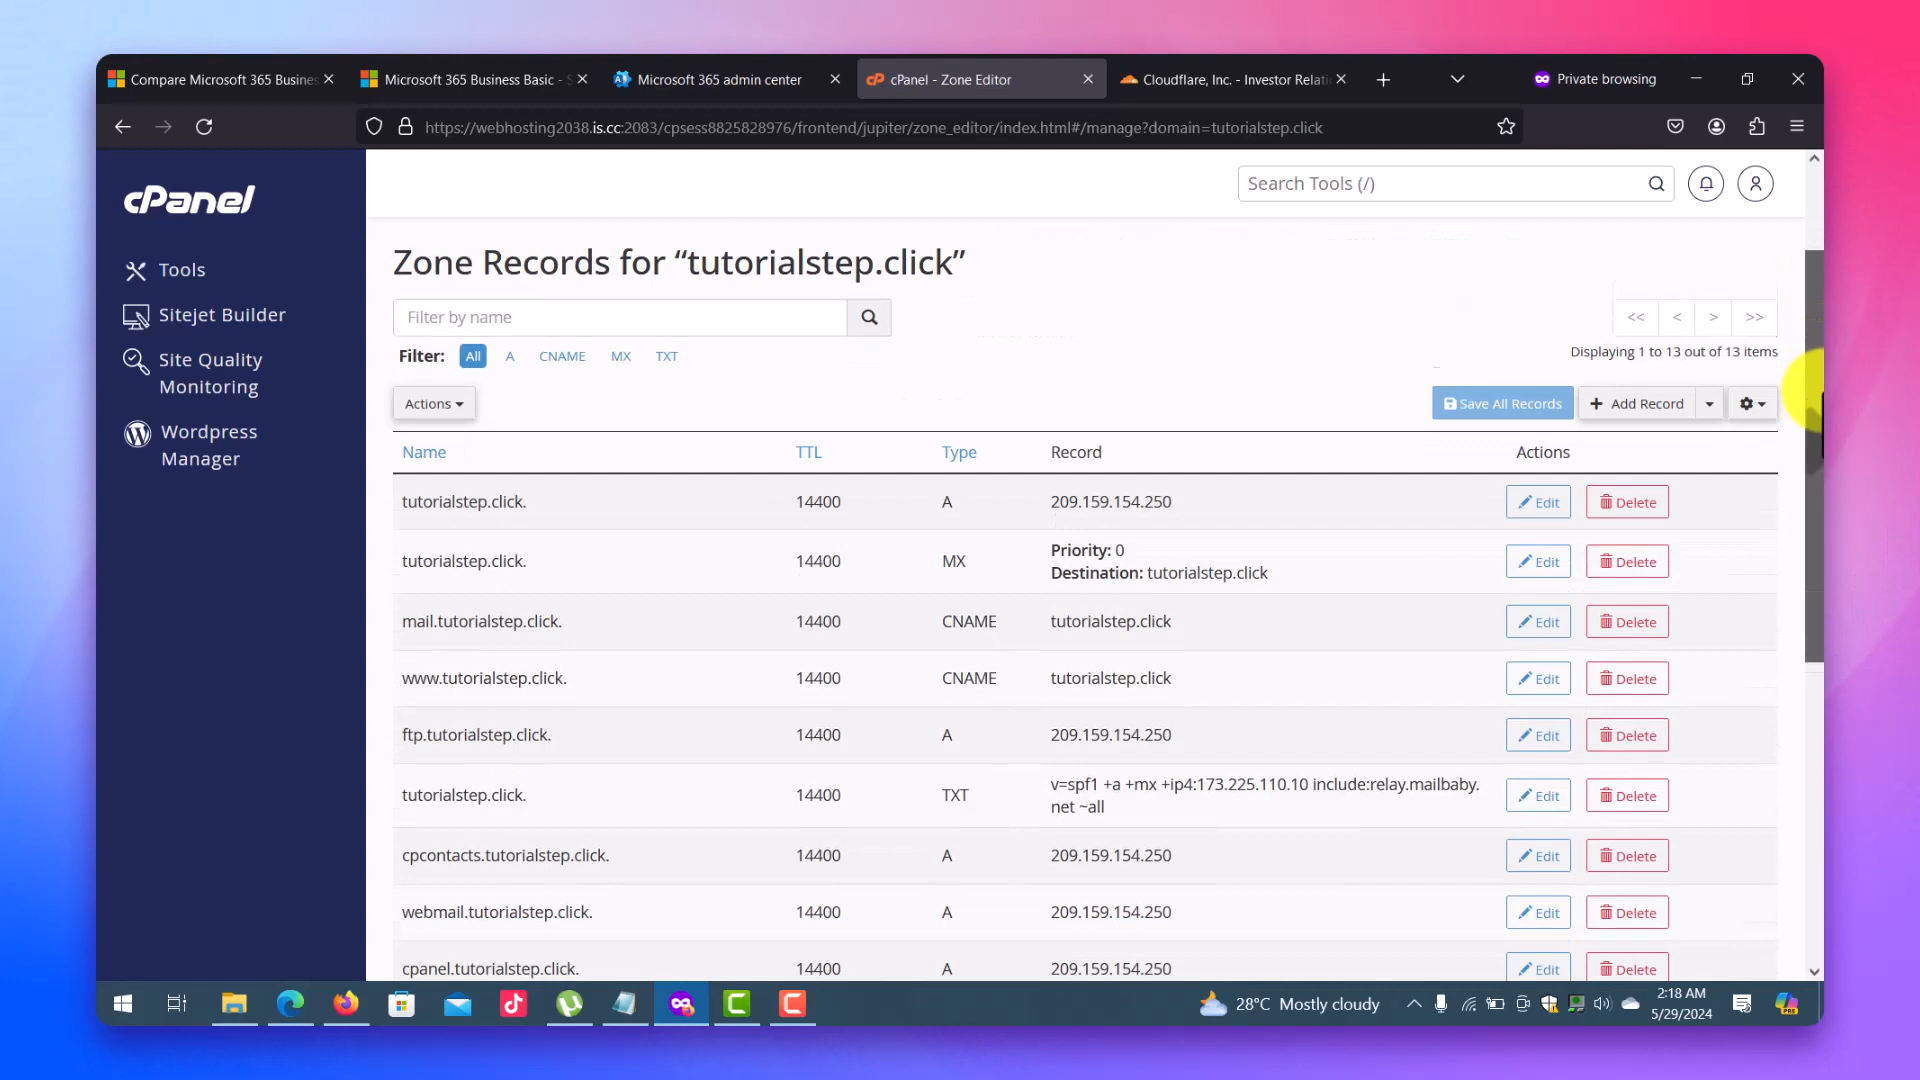 Compare Microsoft 365 Busines
Microsoft 365 Business Basic - S
Microsoft 365 admin center
cPanel - Zone Editor
Cloudflare, Inc. - Investor Relati
Private browsing
https://webhosting2038.is.cc:2083/cpsess8825828976/frontend/jupiter/zone_editor/index.html#/manage?domain=tutorialstep.click
cPanel
Search Tools (/)
Tools
Sitejet Builder
Site Quality
Monitoring
Wordpress
Manager
Zone Records for “tutorialstep.click”
Filter by name
<< < > >>
Filter: All A CNAME MX TXT
Displaying 1 to 13 out of 13 items
Actions
Save All Records
+ Add Record
Name TTL Type Record Actions
tutorialstep.click. 14400 A 209.159.154.250 Edit Delete
tutorialstep.click. 14400 MX Priority: 0 Edit Delete
Destination: tutorialstep.click
mail.tutorialstep.click. 14400 CNAME tutorialstep.click Edit Delete
www.tutorialstep.click. 14400 CNAME tutorialstep.click Edit Delete
ftp.tutorialstep.click. 14400 A 209.159.154.250 Edit Delete
tutorialstep.click. 14400 TXT v=spf1 +a +mx +ip4:173.225.110.10 include:relay.mailbaby. Edit Delete
net ~all
cpcontacts.tutorialstep.click. 14400 A 209.159.154.250 Edit Delete
webmail.tutorialstep.click. 14400 A 209.159.154.250 Edit Delete
cpanel.tutorialstep.click. 14400 A 209.159.154.250 Edit Delete
28°C Mostly cloudy
2:18 AM
5/29/2024
PRE